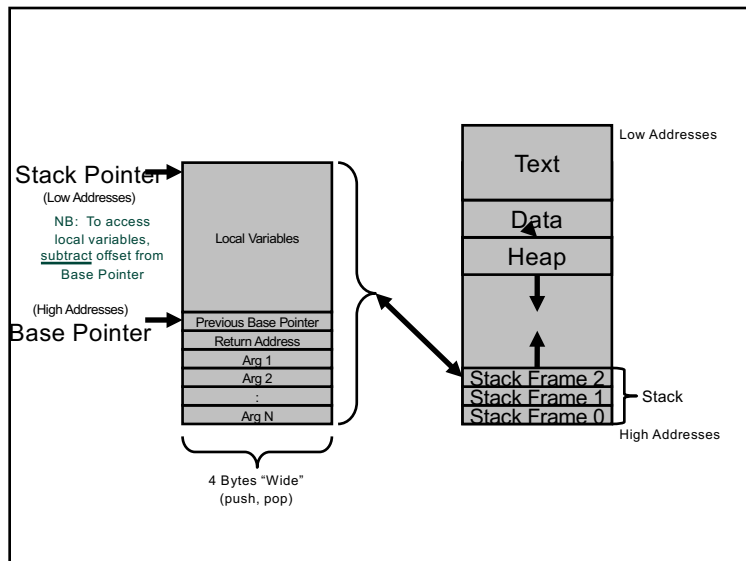 Stack Pointer
(Low Addresses)
NB: To access
local variables,
subtract offset from
Base Pointer
(High Addresses)
Base Pointer
Local Variables
Previous Base Pointer
Return Address
Arg 1
Arg 2
:
Arg N
4 Bytes “Wide”
(push, pop)
Low Addresses
Text
Data
Heap
Stack Frame 2
Stack Frame 1
Stack Frame 0
Stack
High Addresses